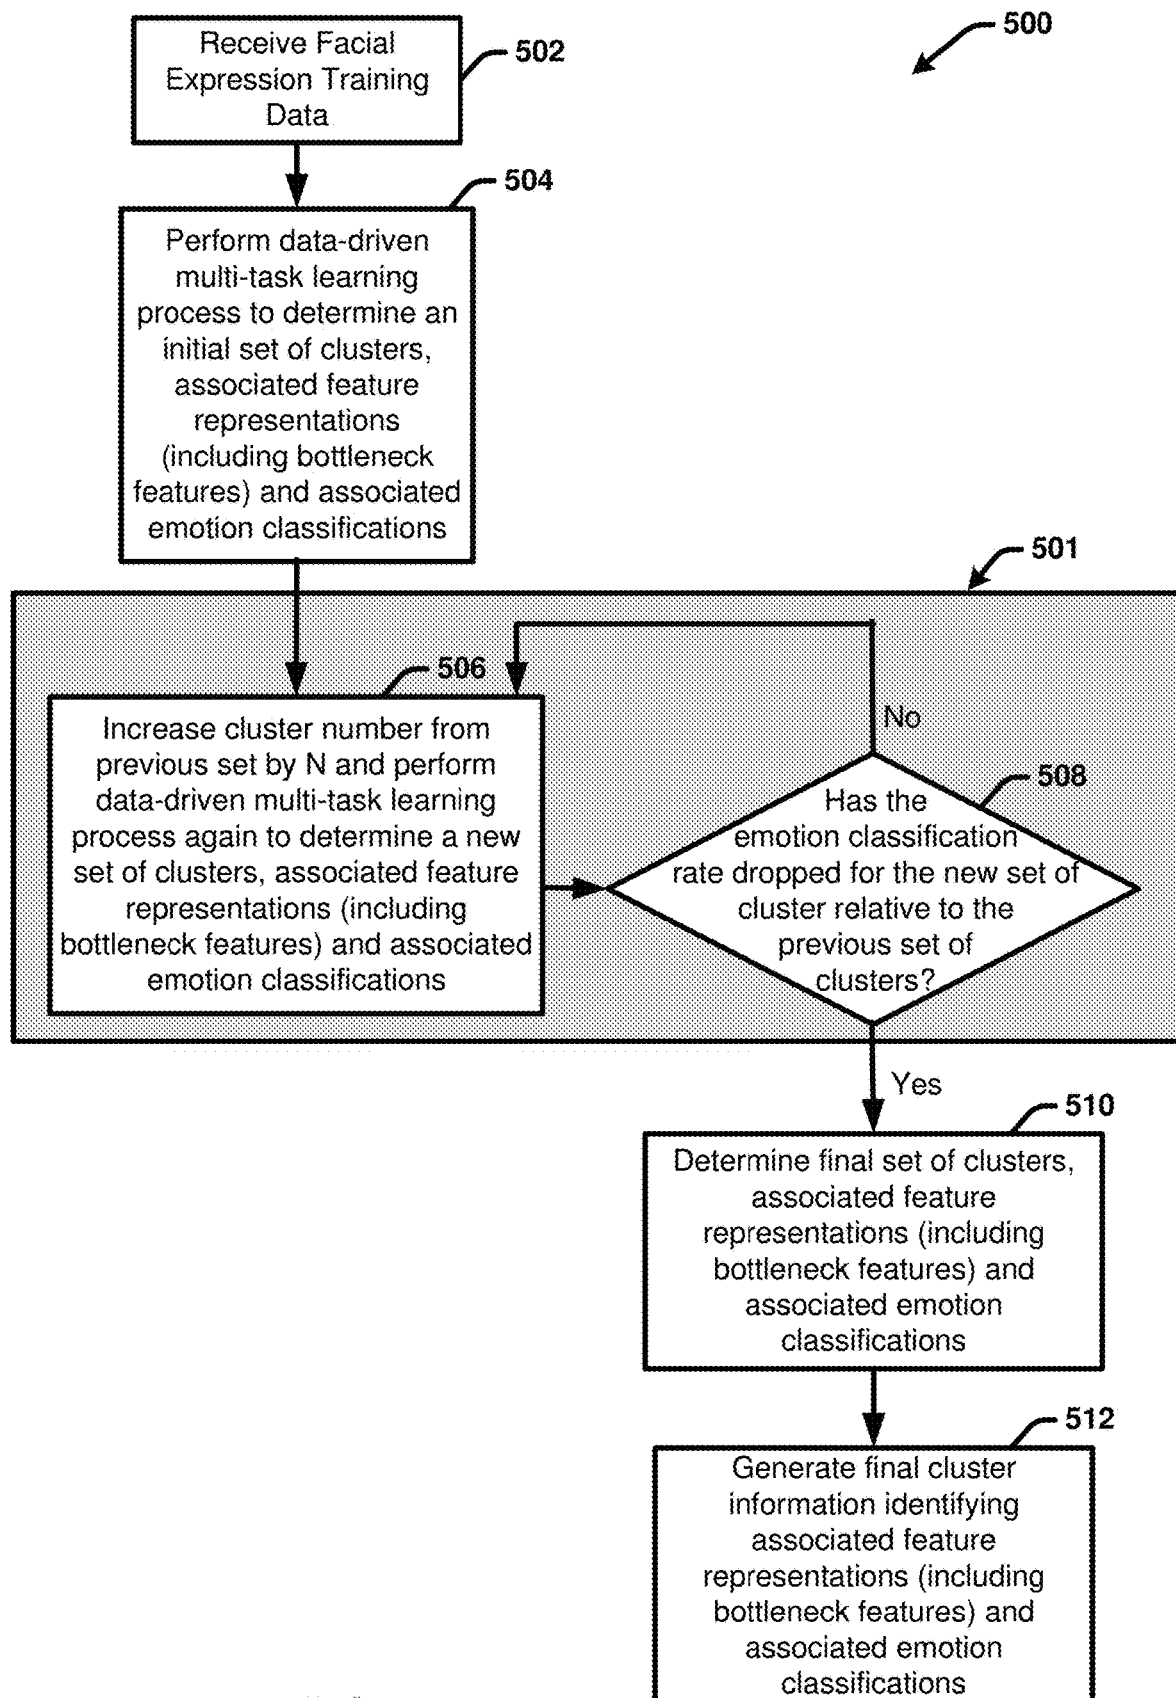 500
Receive Facial
Expression Training
Data
502
504
Perform data-driven
multi-task learning
process to determine an
initial set of clusters,
associated feature
representations
(including bottleneck
features) and associated
emotion classifications
501
506
Increase cluster number from
previous set by N and perform
data-driven multi-task learning
process again to determine a new
set of clusters, associated feature
representations (including
bottleneck features) and associated
emotion classifications
No
508
Has the
emotion classification
rate dropped for the new set of
cluster relative to the
previous set of
clusters?
Yes
510
Determine final set of clusters,
associated feature
representations (including
bottleneck features) and
associated emotion
classifications
512
Generate final cluster
information identifying
associated feature
representations (including
bottleneck features) and
associated emotion
classifications